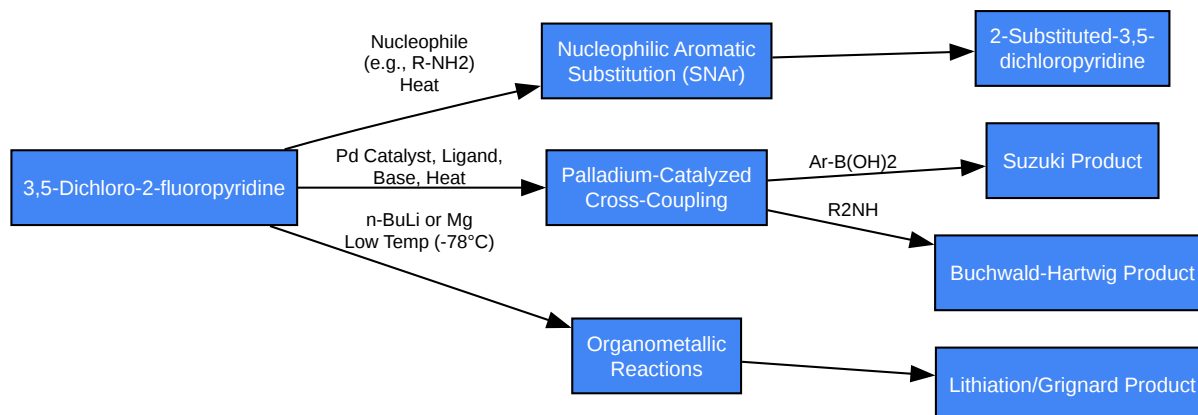 3,5-Dichloro-2-fluoropyridine
Nucleophile
(e.g., R-NH2)
Heat
Nucleophilic Aromatic
Substitution (SNAr)
2-Substituted-3,5-
dichloropyridine
Pd Catalyst, Ligand,
Base, Heat
Palladium-Catalyzed
Cross-Coupling
Ar-B(OH)2
Suzuki Product
R2NH
Buchwald-Hartwig Product
n-BuLi or Mg
Low Temp (-78°C)
Organometallic
Reactions
Lithiation/Grignard Product